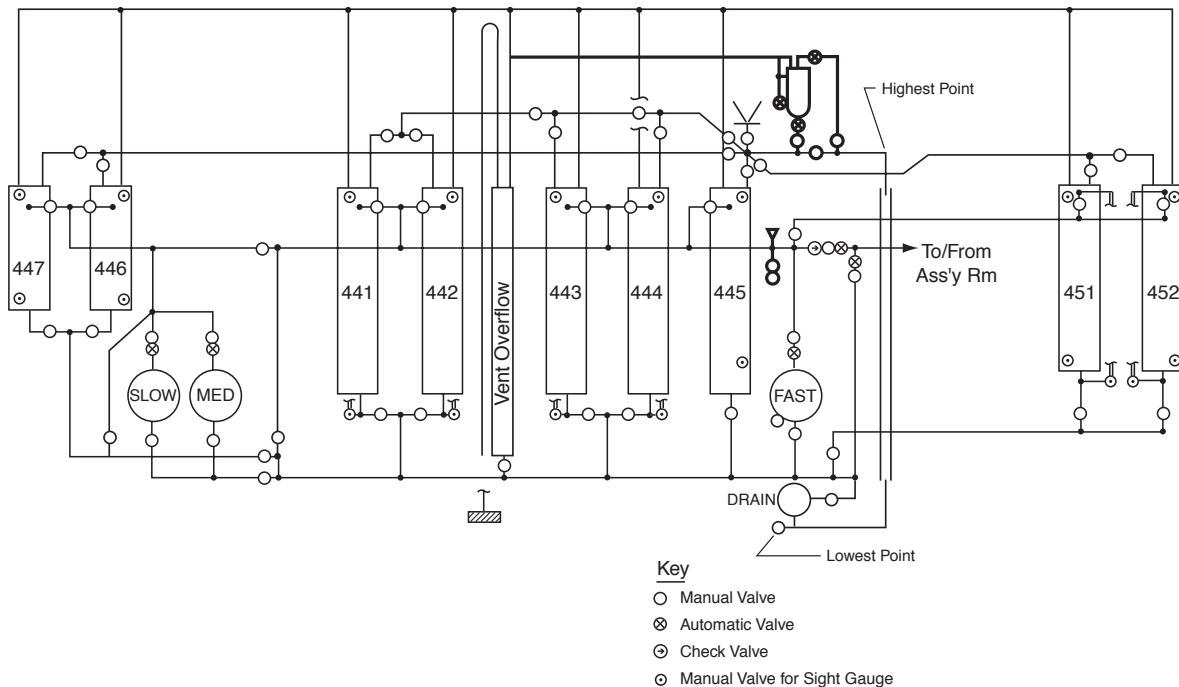 Highest Point
447
446
441
442
Vent Overflow
443
444
445
To/From
Ass'y Rm
451
452
SLOW
MED
FAST
DRAIN
Lowest Point
Key
Manual Valve
Automatic Valve
Check Valve
Manual Valve for Sight Gauge